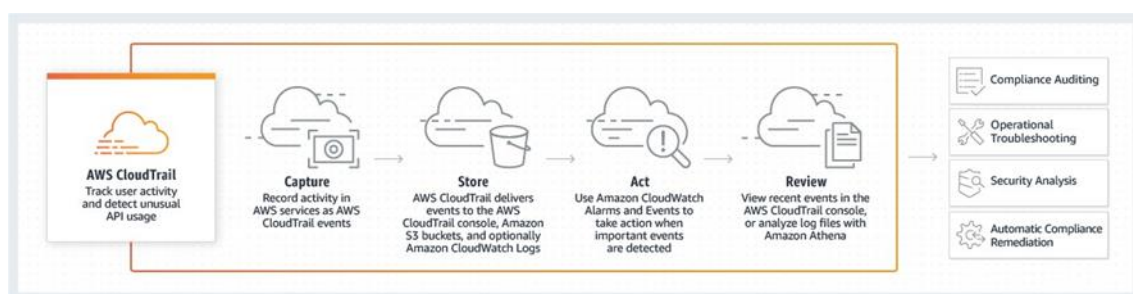 AWS CloudTrail
Track user activity
and detect unusual
API usage
Capture
Record activity in
AWS services as AWS
CloudTrail events
Store
AWS CloudTrail delivers
events to the AWS
CloudTrail console, Amazon
S3 buckets, and optionally
Amazon CloudWatch Logs
Act
Use Amazon CloudWatch
Alarms and Events to
take action when
important events
are detected
Review
View recent events in the
AWS CloudTrail console,
or analyze log files with
Amazon Athena
Compliance Auditing
Operational
Troubleshooting
Security Analysis
Automatic Compliance
Remediation